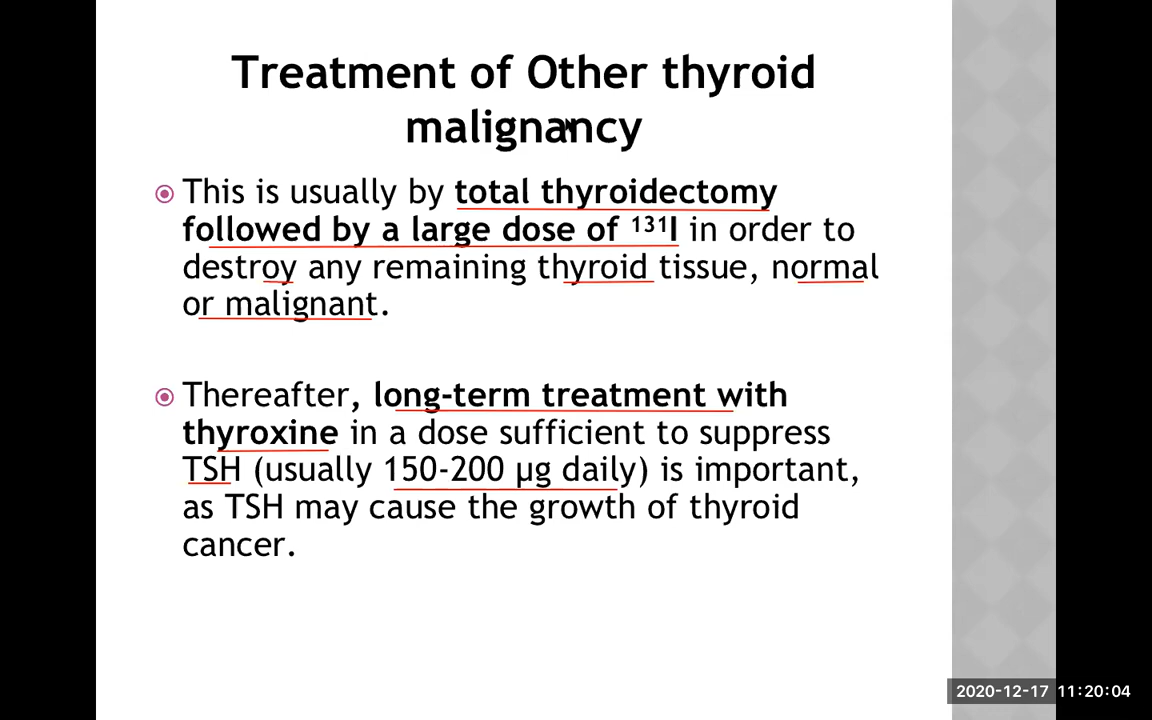 Treatment of Other thyroid
malignancy
This is usually by total thyroidectomy
followed by a large dose of ¹³¹I in order to
destroy any remaining thyroid tissue, normal
or malignant.
Thereafter, long-term treatment with
thyroxine in a dose sufficient to suppress
TSH (usually 150-200 µg daily) is important,
as TSH may cause the growth of thyroid
cancer.
2020-12-17 11:20:04